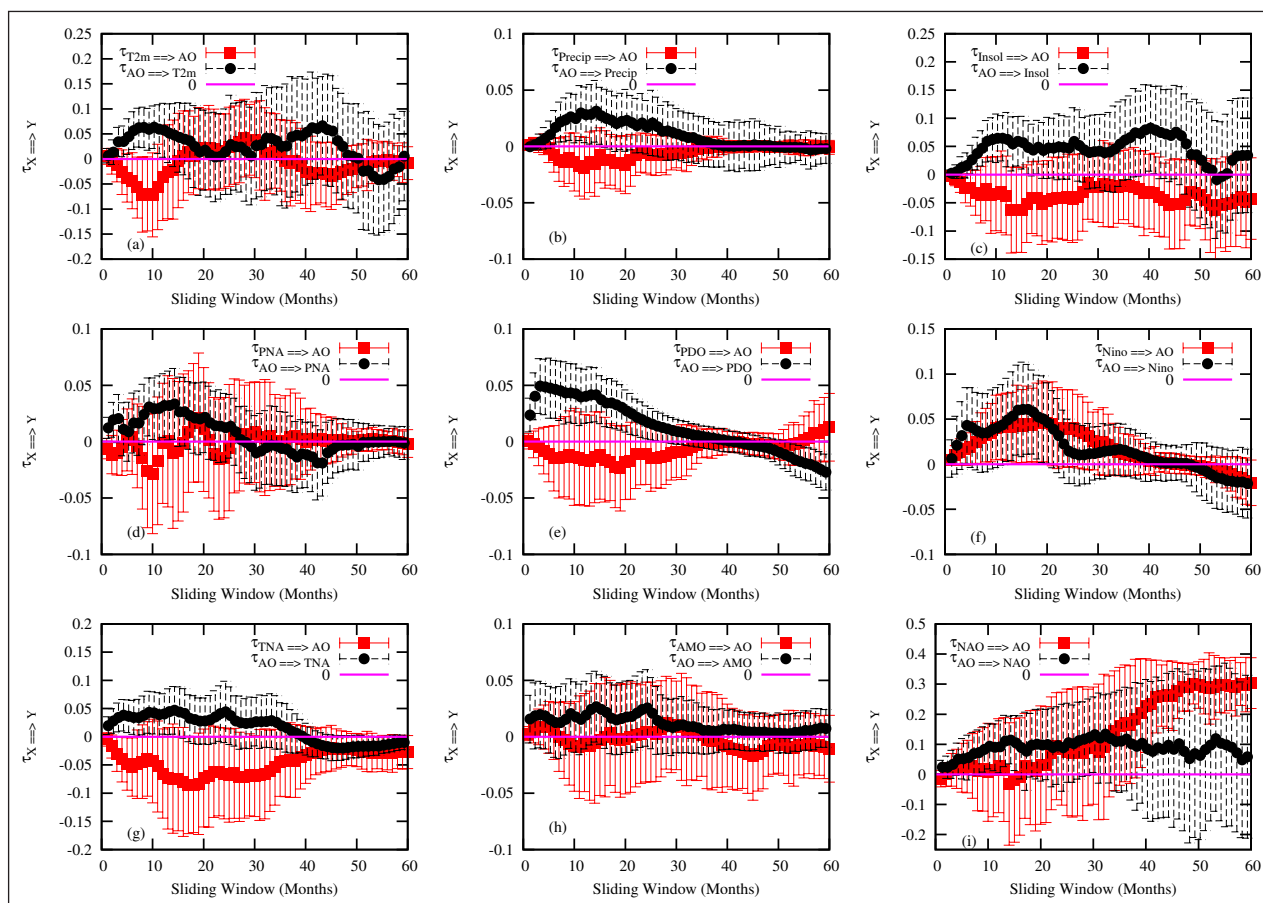 τT2m ==> AO
τAO ==> T2m
0
0.25
0.2
0.15
0.1
0.05
0
-0.05
-0.1
-0.15
-0.2
τX ==> Y
(a)
0 10 20 30 40 50 60
Sliding Window (Months)
τPrecip ==> AO
τAO ==> Precip
0
0.1
0
-0.1
τX ==> Y
(b)
0 10 20 30 40 50 60
Sliding Window (Months)
τInsol ==> AO
τAO ==> Insol
0
0.25
0.2
0.15
0.1
0.05
0
-0.05
-0.1
-0.15
τX ==> Y
(c)
0 10 20 30 40 50 60
Sliding Window (Months)
τPNA ==> AO
τAO ==> PNA
0
0.1
0.05
0
-0.05
-0.1
τX ==> Y
(d)
0 10 20 30 40 50 60
Sliding Window (Months)
τPDO ==> AO
τAO ==> PDO
0
0.1
0.05
0
-0.05
-0.1
τX ==> Y
(e)
0 10 20 30 40 50 60
Sliding Window (Months)
τNino ==> AO
τAO ==> Nino
0
0.15
0.1
0.05
0
-0.05
-0.1
τX ==> Y
(f)
0 10 20 30 40 50 60
Sliding Window (Months)
τTNA ==> AO
τAO ==> TNA
0
0.2
0.15
0.1
0.05
0
-0.05
-0.1
-0.15
-0.2
τX ==> Y
(g)
0 10 20 30 40 50 60
Sliding Window (Months)
τAMO ==> AO
τAO ==> AMO
0
0.1
0.05
0
-0.05
-0.1
τX ==> Y
(h)
0 10 20 30 40 50 60
Sliding Window (Months)
τNAO ==> AO
τAO ==> NAO
0
0.5
0.4
0.3
0.2
0.1
0
-0.1
-0.2
τX ==> Y
(i)
0 10 20 30 40 50 60
Sliding Window (Months)